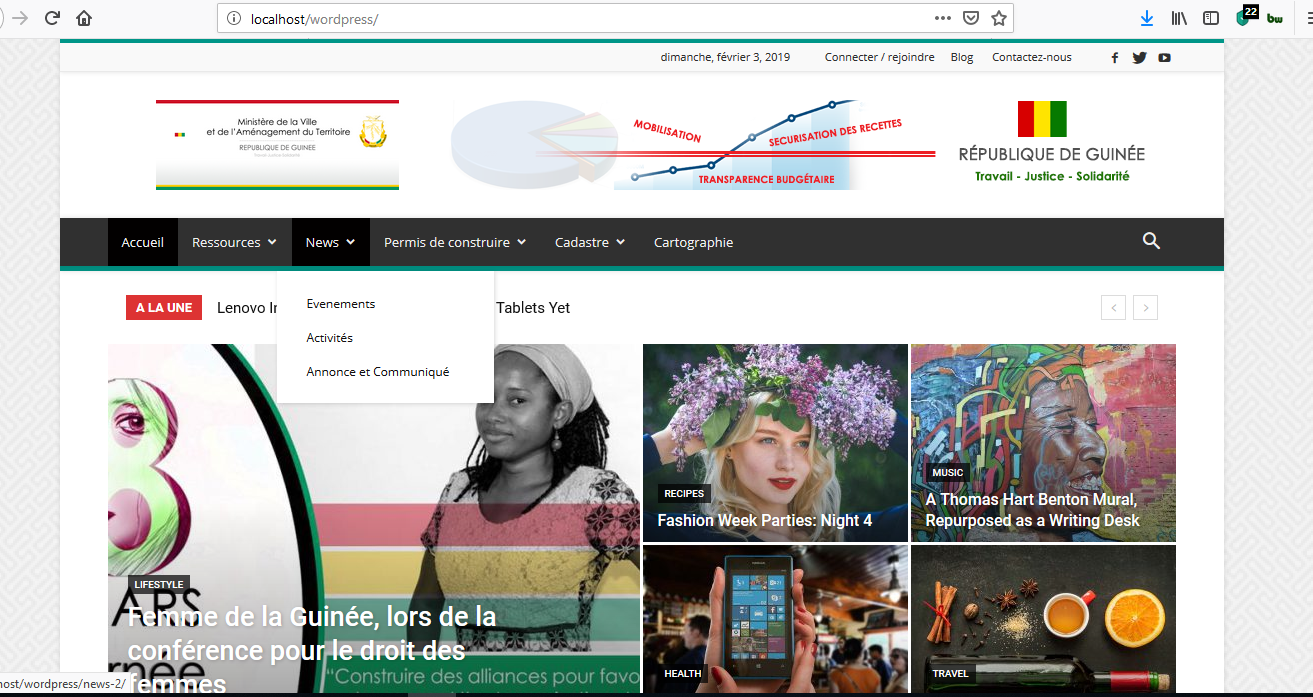 localhost/wordpress/
22
bw
dimanche, février 3, 2019
Connecter / rejoindre
Blog
Contactez-nous
Ministère de la Ville
et de l'Aménagement du Territoire
REPUBLIQUE DE GUINEE
MOBILISATION
SECURISATION DES RECETTES
TRANSPARENCE BUDGÉTAIRE
RÉPUBLIQUE DE GUINÉE
Travail - Justice - Solidarité
Accueil
Ressources
News
Permis de construire
Cadastre
Cartographie
Evenements
Activités
Annonce et Communiqué
A LA UNE
Lenovo
Tablets Yet
LIFESTYLE
Femme de la Guinée, lors de la
conférence pour le droit des
femmes
ARS
rnée
"Construire des alliances pour favo
RECIPES
Fashion Week Parties: Night 4
MUSIC
A Thomas Hart Benton Mural,
Repurposed as a Writing Desk
HEALTH
TRAVEL
ost/wordpress/news-2/